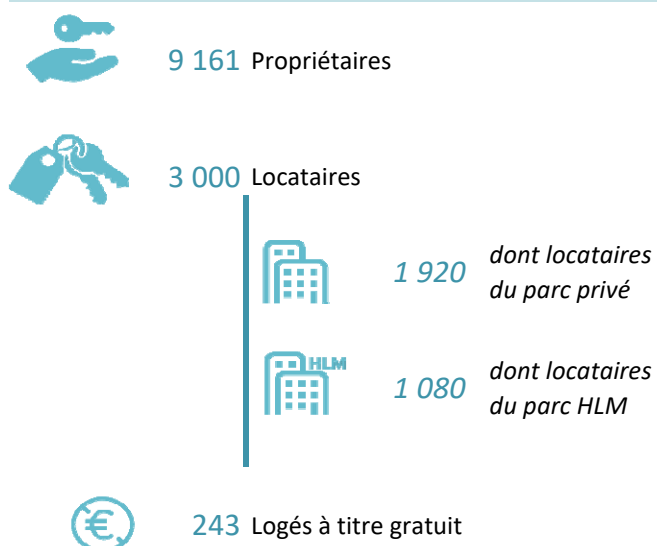 9 161 Propriétaires
3 000 Locataires
1 920 dont locataires
du parc privé
HLM
1 080 dont locataires
du parc HLM
€
243 Logés à titre gratuit